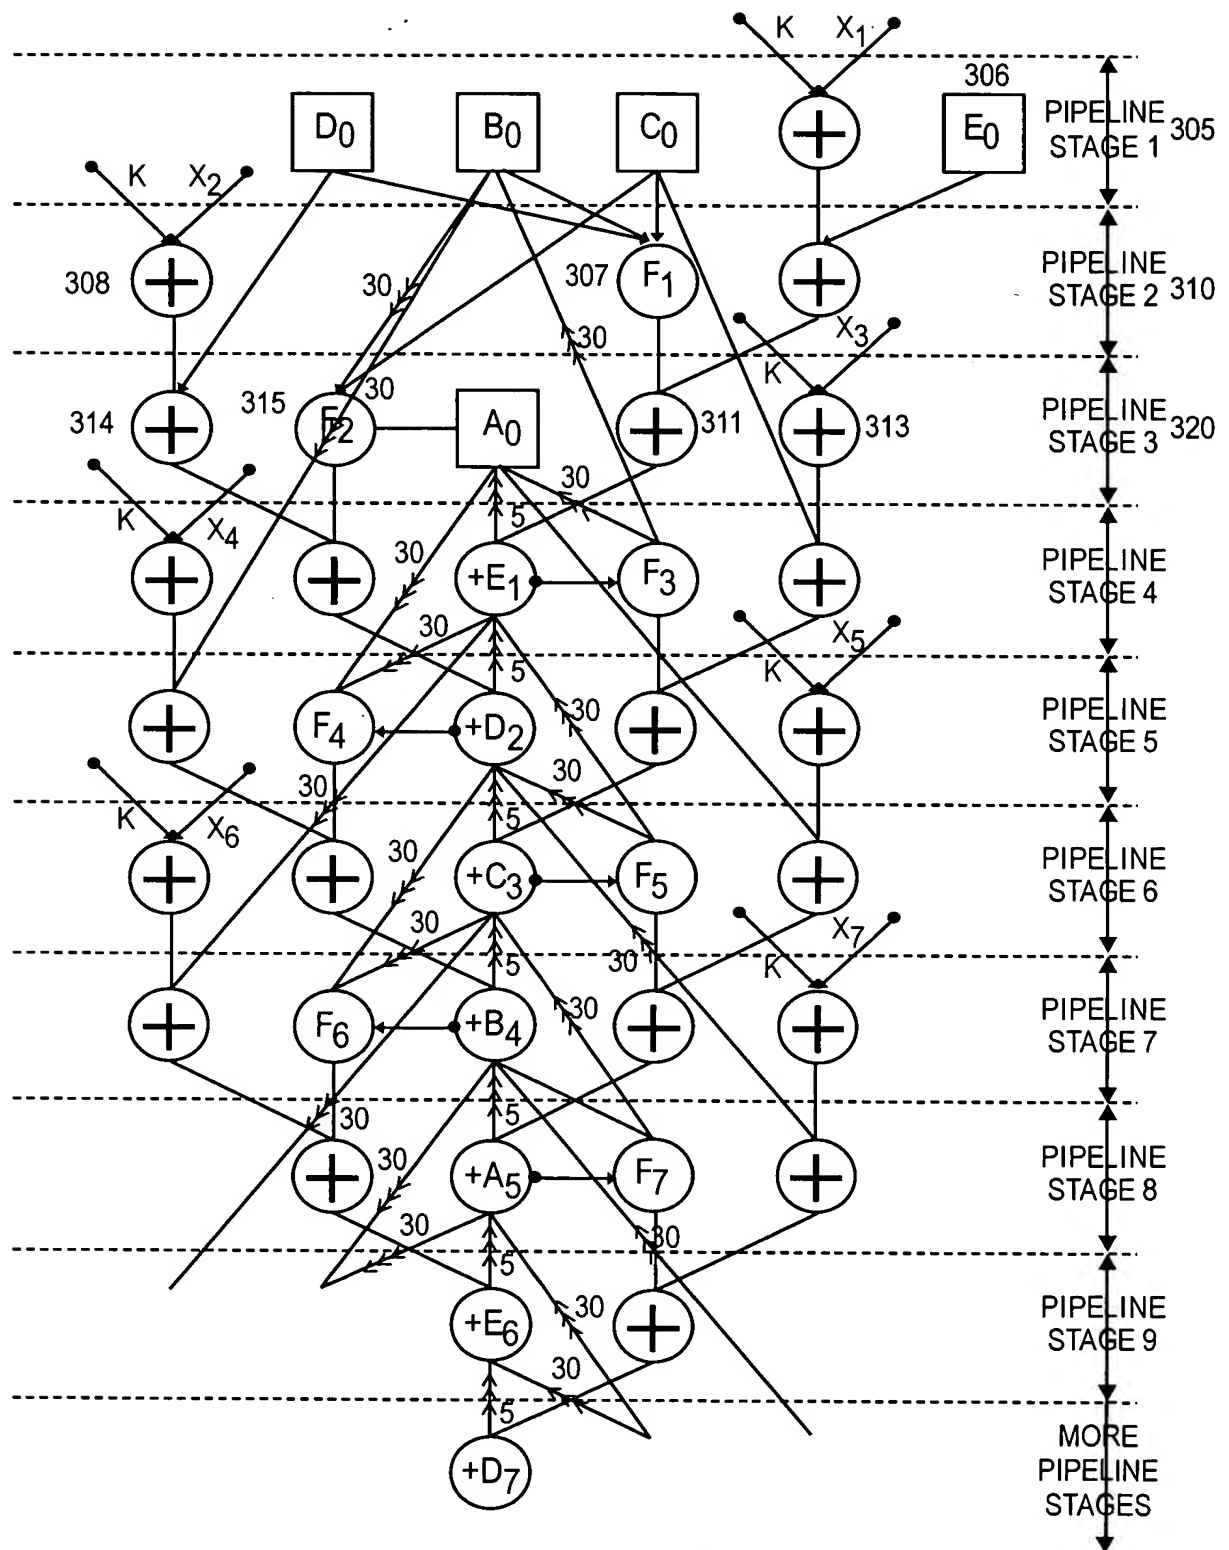 K X1
306
D0 B0 C0 E0
PIPELINE
STAGE 1
305
K X2
308
30
307
F1
PIPELINE
STAGE 2
310
30
X3
K
30
314
315
F2
A0
311
313
PIPELINE
STAGE 3
320
30
K X4
5
30
+E1
F3
PIPELINE
STAGE 4
30
X5
5
K
F4
+D2
30
PIPELINE
STAGE 5
30
30
K X6
5
30
+C3
F5
PIPELINE
STAGE 6
30
X7
5
30
K
F6
+B4
30
PIPELINE
STAGE 7
30
5
30
+A5
F7
PIPELINE
STAGE 8
30
30
5
+E6
30
PIPELINE
STAGE 9
30
5
+D7
MORE
PIPELINE
STAGES